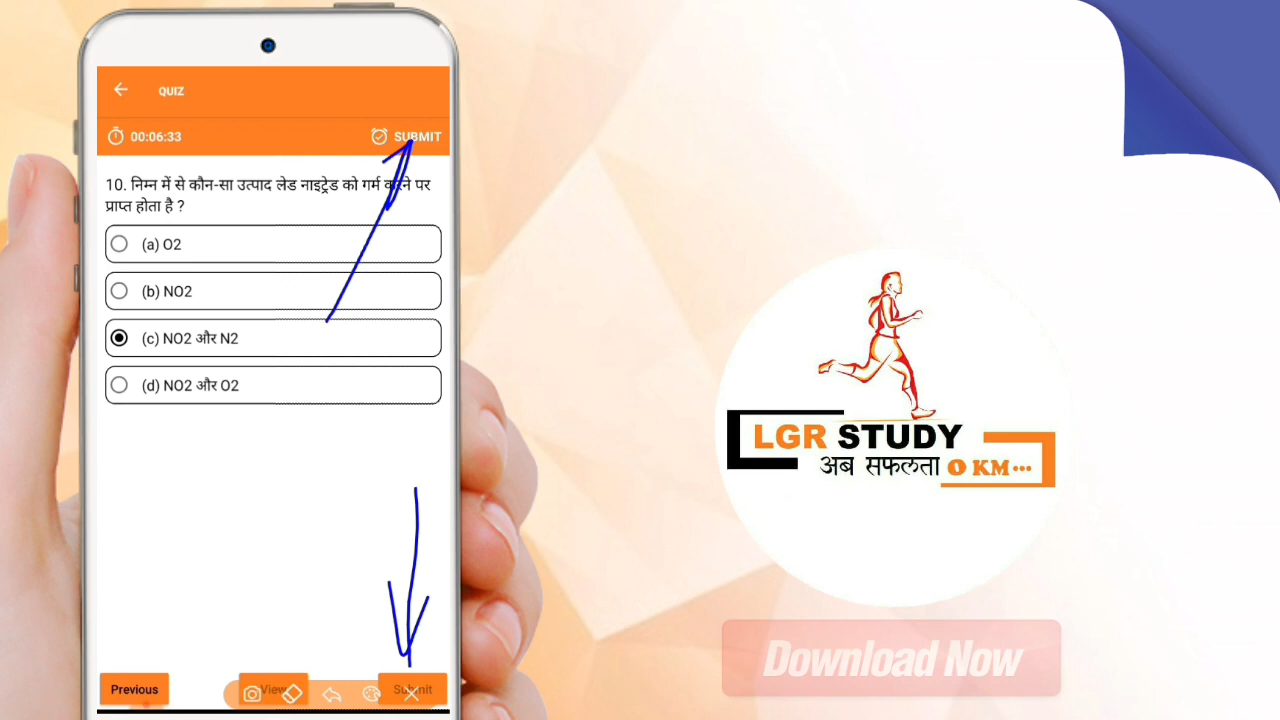 QUIZ
00:06:33
SUBMIT
10. निम्न में से कौन-सा उत्पाद लेड नाइट्रेड को गर्म करने पर
प्राप्त होता है ?
(a) O2
(b) NO2
(c) NO2 और N2
(d) NO2 और O2
Previous
View
Submit
LGR STUDY
अब सफलता 0 KM...
Download Now